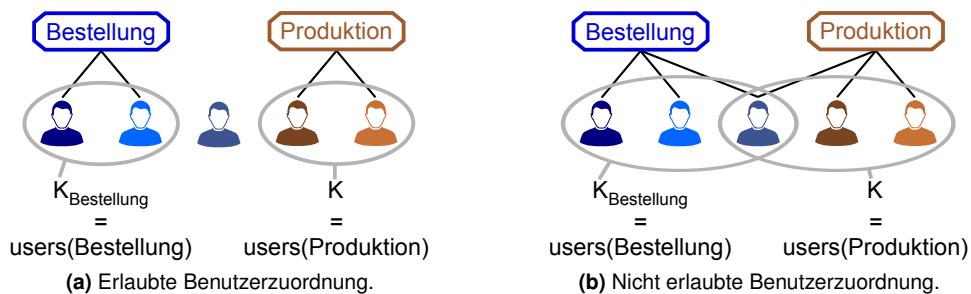 Bestellung Produktion Bestellung Produktion
K_Bestellung K K_Bestellung K
= = = =
users(Bestellung) users(Produktion) users(Bestellung) users(Produktion)
(a) Erlaubte Benutzerzuordnung. (b) Nicht erlaubte Benutzerzuordnung.